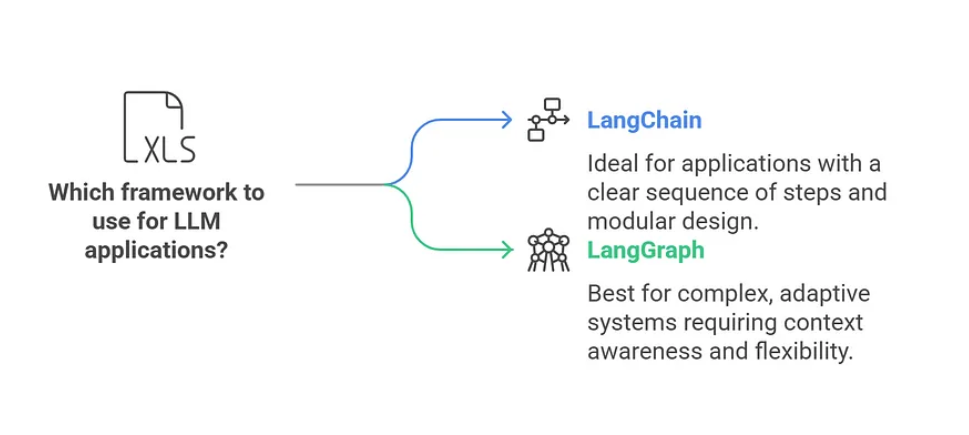 XLS
Which framework to
use for LLM
applications?
LangChain
Ideal for applications with a
clear sequence of steps and
modular design.
LangGraph
Best for complex, adaptive
systems requiring context
awareness and flexibility.